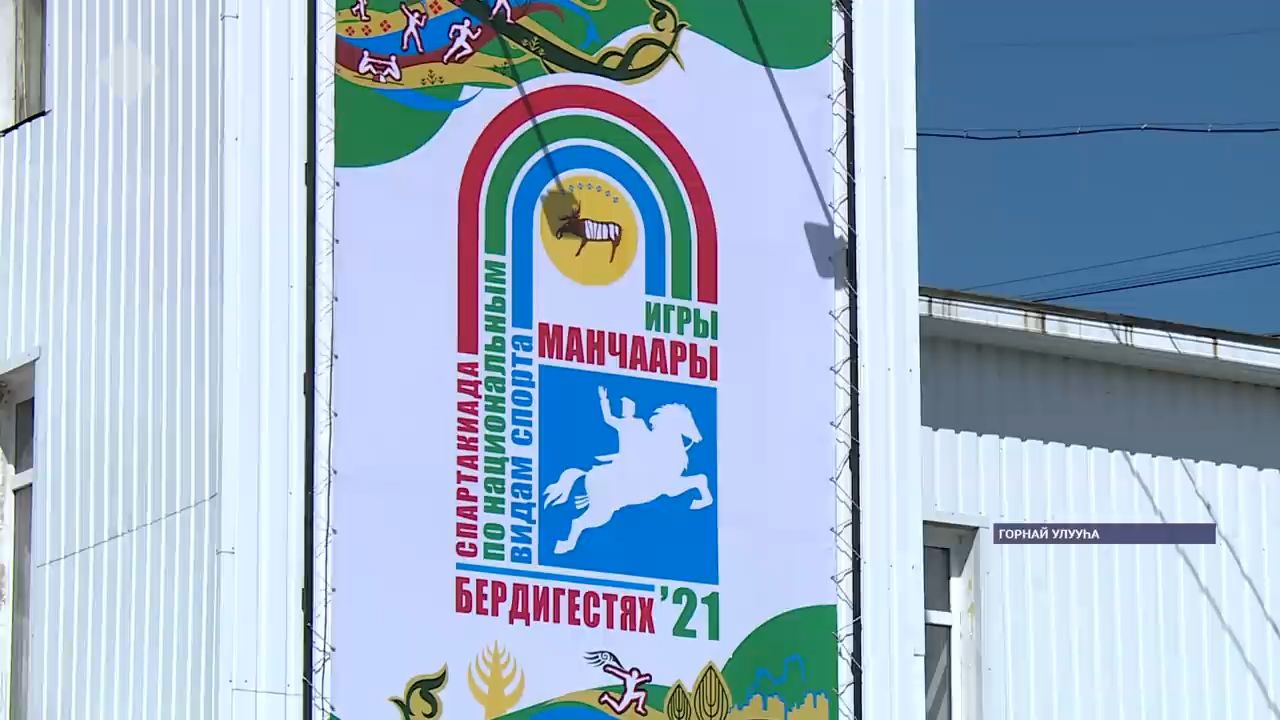 ИГРЫ
МАНЧААРЫ
СПАРТАКИАДА
по национальным
видам спорта
БЕРДИГЕСТЯХ '21
ГОРНАЙ УЛУУҺА